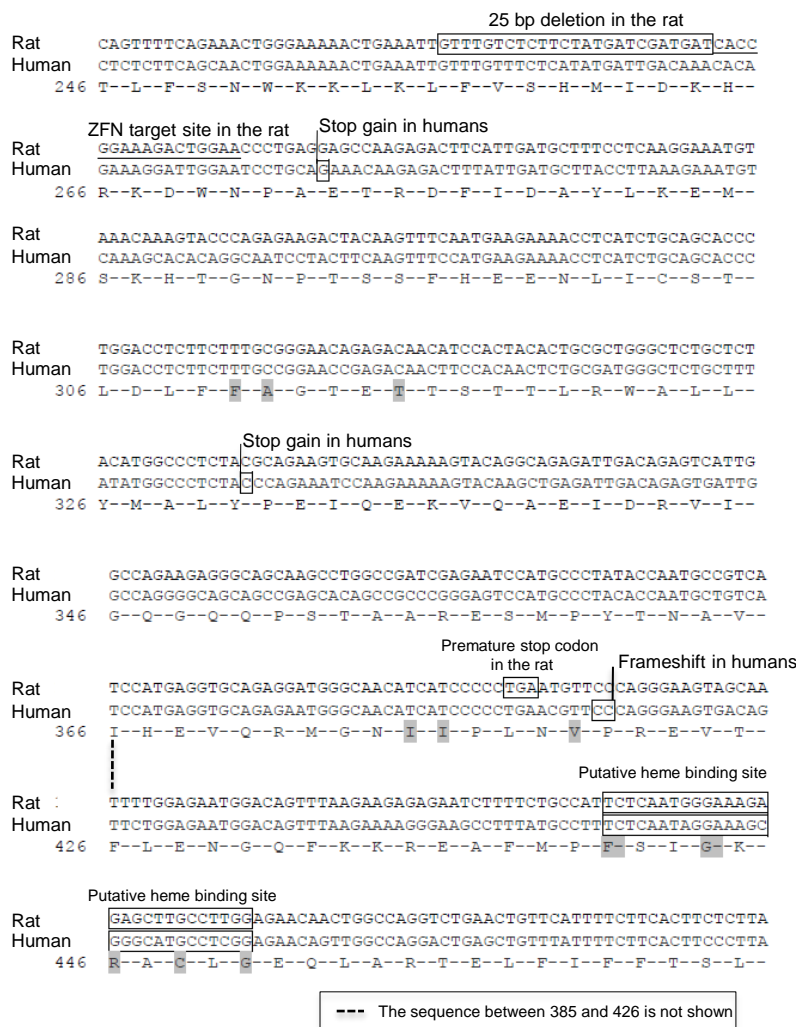 25 bp deletion in the rat
Rat CAGTTTTCAGAAACTGGGAAAAACTGAAATTGTTTGTCTCTTCTATGATCGATGATCACC
Human CTCTCTTCAGCAACTGGAAAAAACTGAAATTGTTTGTTTCTCATATGATTGACAAACACA
246 T--L--F--S--N--W--K--K--L--K--L--F--V--S--H--M--I--D--K--H--
ZFN target site in the rat Stop gain in humans
Rat GGAAAGACTGGAACCCTGAGGAGCCAAGAGACTTCATTGATGCTTTCCTCAAGGAAATGT
Human GAAAGGATTGGAATCCTGCAGAAACAAGAGACTTTATTGATGCTTACCTTAAAGAAATGT
266 R--K--D--W--N--P--A--E--T--R--D--F--I--D--A--Y--L--K--E--M--
Rat AAACAAAGTACCCAGAGAAGACTACAAGTTTCAATGAAGAAAACCTCATCTGCAGCACCC
Human CAAAGCACACAGGCAATCCTACTTCAAGTTTCCATGAAGAAAACCTCATCTGCAGCACCC
286 S--K--H--T--G--N--P--T--S--S--F--H--E--E--N--L--I--C--S--T--
Rat TGGACCTCTTCTTTGCGGGAACAGAGACAACATCCACTACACTGCGCTGGGCTCTGCTCT
Human TGGACCTCTTCTTTGCCGGAACCGAGACAACTTCCACAACTCTGCGATGGGCTCTGCTTT
306 L--D--L--F--F--A--G--T--E--T--T--S--T--T--L--R--W--A--L--L--
Stop gain in humans
Rat ACATGGCCCTCTACGCAGAAGTGCAAGAAAAAGTACAGGCAGAGATTGACAGAGTCATTG
Human ATATGGCCCTCTACCCAGAAATCCAAGAAAAAGTACAAGCTGAGATTGACAGAGTGATTG
326 Y--M--A--L--Y--P--E--I--Q--E--K--V--Q--A--E--I--D--R--V--I--
Rat GCCAGAAGAGGGCAGCAAGCCTGGCCGATCGAGAATCCATGCCCTATACCAATGCCGTCA
Human GCCAGGGGCAGCAGCCGAGCACAGCCGCCCGGGAGTCCATGCCCTACACCAATGCTGTCA
346 G--Q--G--Q--Q--P--S--T--A--A--R--E--S--M--P--Y--T--N--A--V--
Premature stop codon
in the rat
Frameshift in humans
Rat TCCATGAGGTGCAGAGGATGGGCAACATCATCCCCCTGAATGTTCCCAGGGAAGTAGCAA
Human TCCATGAGGTGCAGAGAATGGGCAACATCATCCCCCTGAACGTTCCCAGGGAAGTGACAG
366 I--H--E--V--Q--R--M--G--N--I--I--P--L--N--V--P--R--E--V--T--
Putative heme binding site
Rat TTTTGGAGAATGGACAGTTTAAGAAGAGAGAATCTTTTCTGCCATTCTCAATGGGAAAGA
Human TTCTGGAGAATGGACAGTTTAAGAAAAGGGAAGCCTTTATGCCTTTCTCAATAGGAAAGC
426 F--L--E--N--G--Q--F--K--K--R--E--A--F--M--P--F--S--I--G--K--
Putative heme binding site
Rat GAGCTTGCCTTGGAGAACAACTGGCCAGGTCTGAACTGTTCATTTTCTTCACTTCTCTTA
Human GGGCATGCCTCGGAGAACAGTTGGCCAGGACTGAGCTGTTTATTTTCTTCACTTCCCTTA
446 R--A--C--L--G--E--Q--L--A--R--T--E--L--F--I--F--F--T--S--L--
The sequence between 385 and 426 is not shown